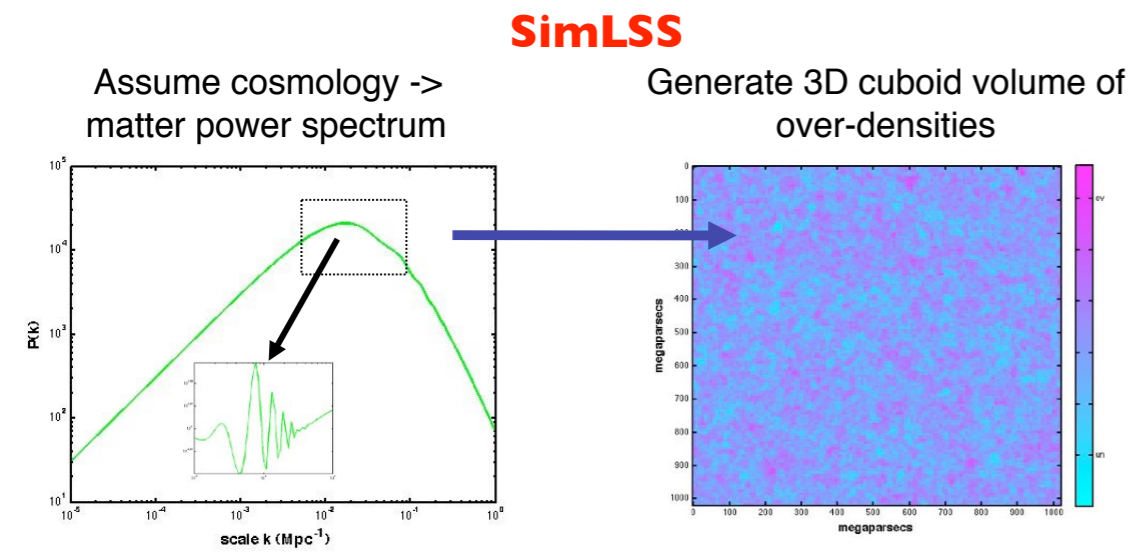 SimLSS
Assume cosmology ->
matter power spectrum
Generate 3D cuboid volume of
over-densities
10^5
10^4
10^3
10^2
10^1
P(k)
10^-5
10^-4
10^-3
10^-2
10^-1
10^0
scale k (Mpc^-1)
0
100
300
400
500
600
700
800
900
1000
megaparsecs
0 100 200 300 400 500 600 700 800 900 1000
megaparsecs